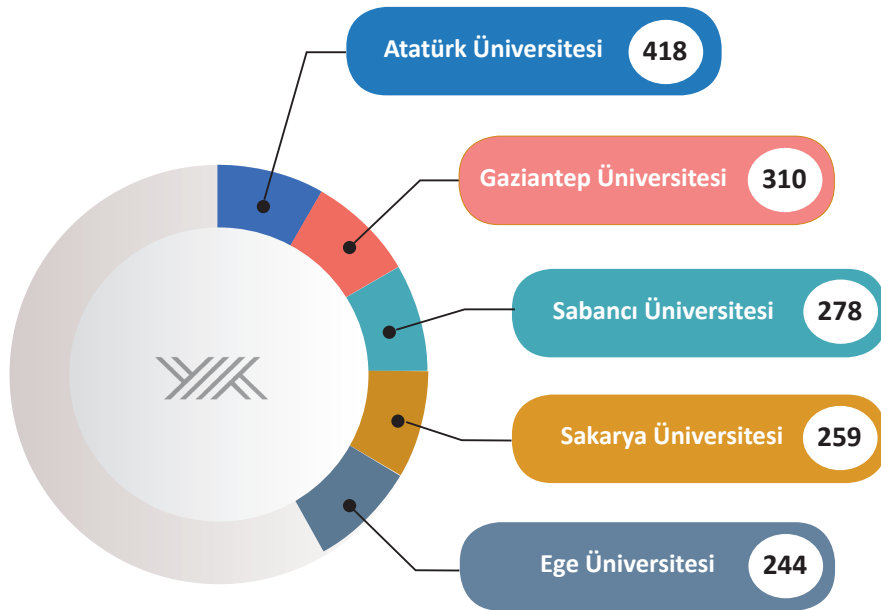 Atatürk Üniversitesi 418
Gaziantep Üniversitesi 310
Sabancı Üniversitesi 278
Sakarya Üniversitesi 259
Ege Üniversitesi 244